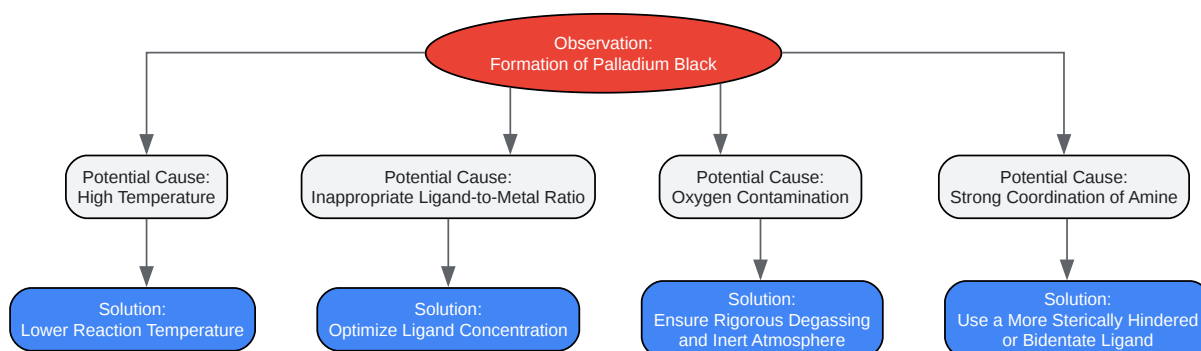 Observation:
Formation of Palladium Black
Potential Cause:
High Temperature
Potential Cause:
Inappropriate Ligand-to-Metal Ratio
Potential Cause:
Oxygen Contamination
Potential Cause:
Strong Coordination of Amine
Solution:
Lower Reaction Temperature
Solution:
Optimize Ligand Concentration
Solution:
Ensure Rigorous Degassing
and Inert Atmosphere
Solution:
Use a More Sterically Hindered
or Bidentate Ligand